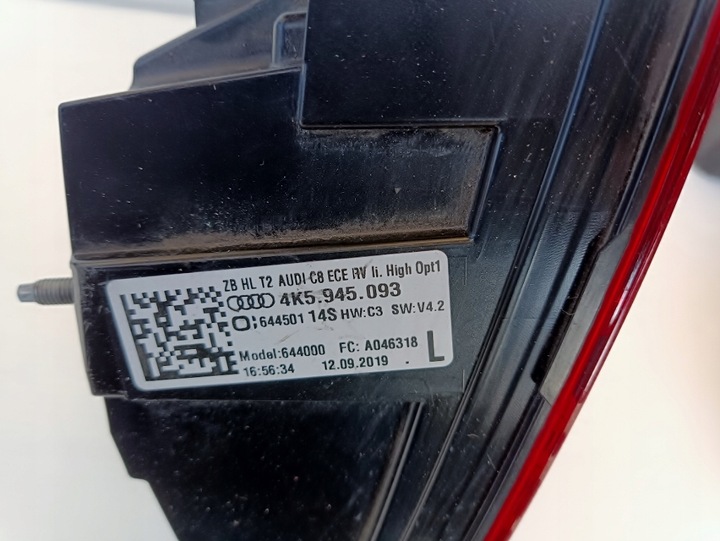 ZB HL T2 AUDI C8 ECE RV li. High Opt1
4K5.945.093
644501 14S HW:C3 SW:V4.2
Model:644000 FC: A046318 L
16:56:34 12.09.2019 .